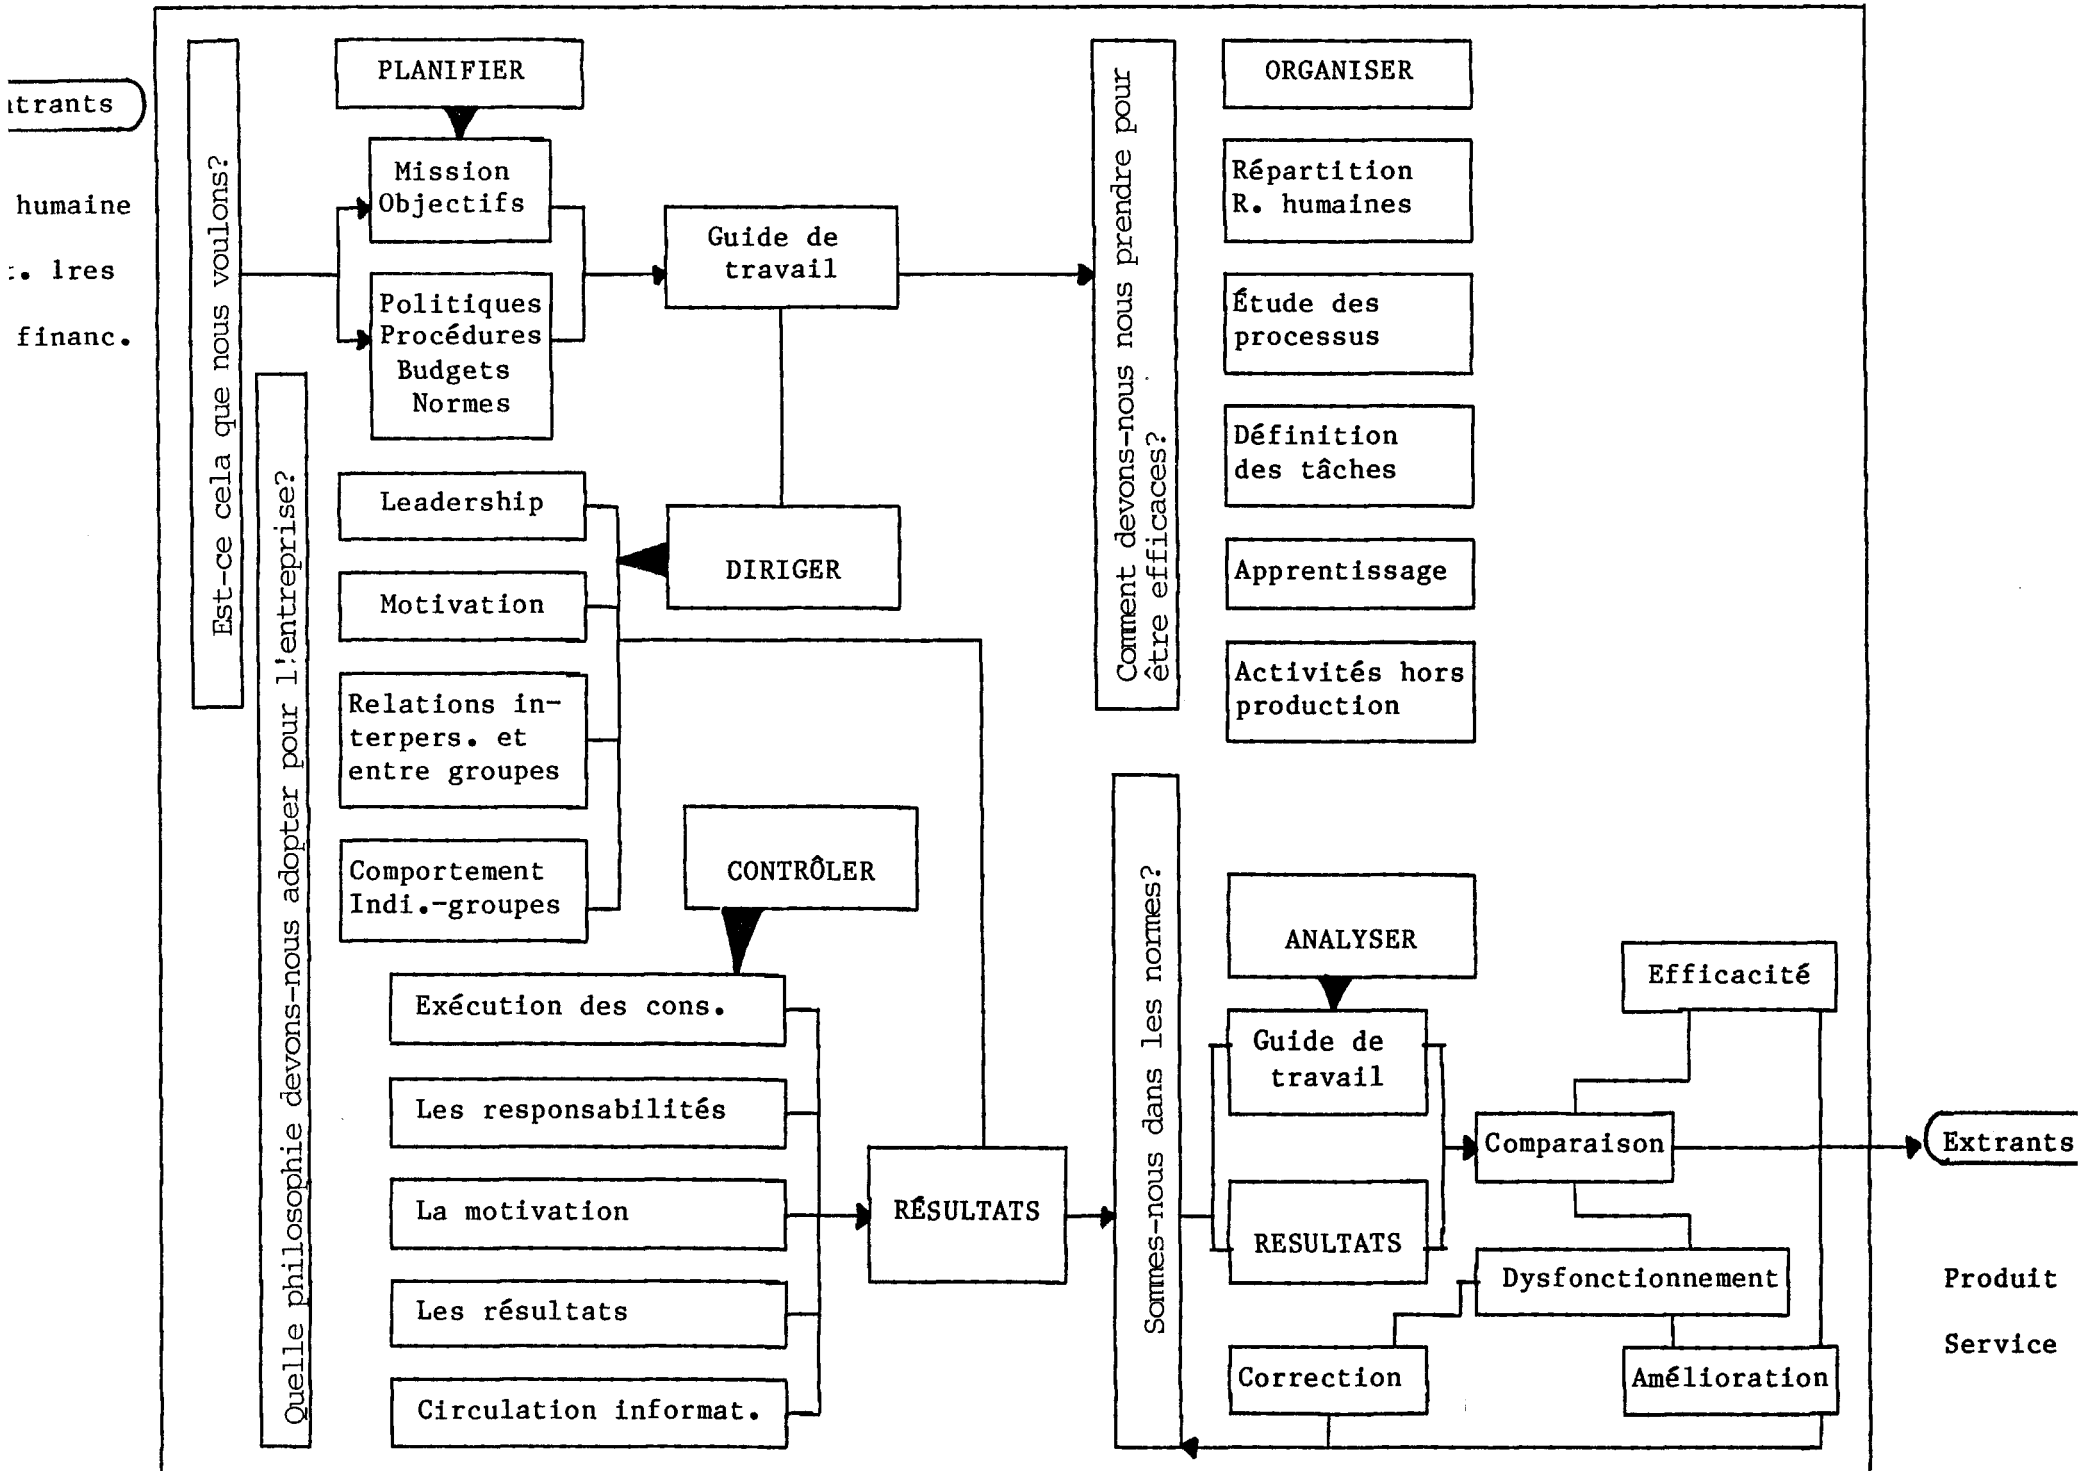 humaine
1res
financ.
Est-ce cela que nous voulons?
Quelle philosophie devons-nous adopter pour l'entreprise?
PLANIFIER
Mission
Objectifs
Politiques
Procédures
Budgets
Normes
Guide de
travail
Leadership
Motivation
Relations in-
terpers. et
entre groupes
Comportement
Indi.-groupes
DIRIGER
CONTRÔLER
Exécution des cons.
Les responsabilités
La motivation
Les résultats
Circulation informat.
RÉSULTATS
Comment devons-nous nous prendre pour
être efficaces?
ORGANISER
Répartition
R. humaines
Étude des
processus
Définition
des tâches
Apprentissage
Activités hors
production
Sommes-nous dans les normes?
ANALYSER
Guide de
travail
RESULTATS
Comparaison
Efficacité
Dysfonctionnement
Correction
Amélioration
Extrants
Produit
Service